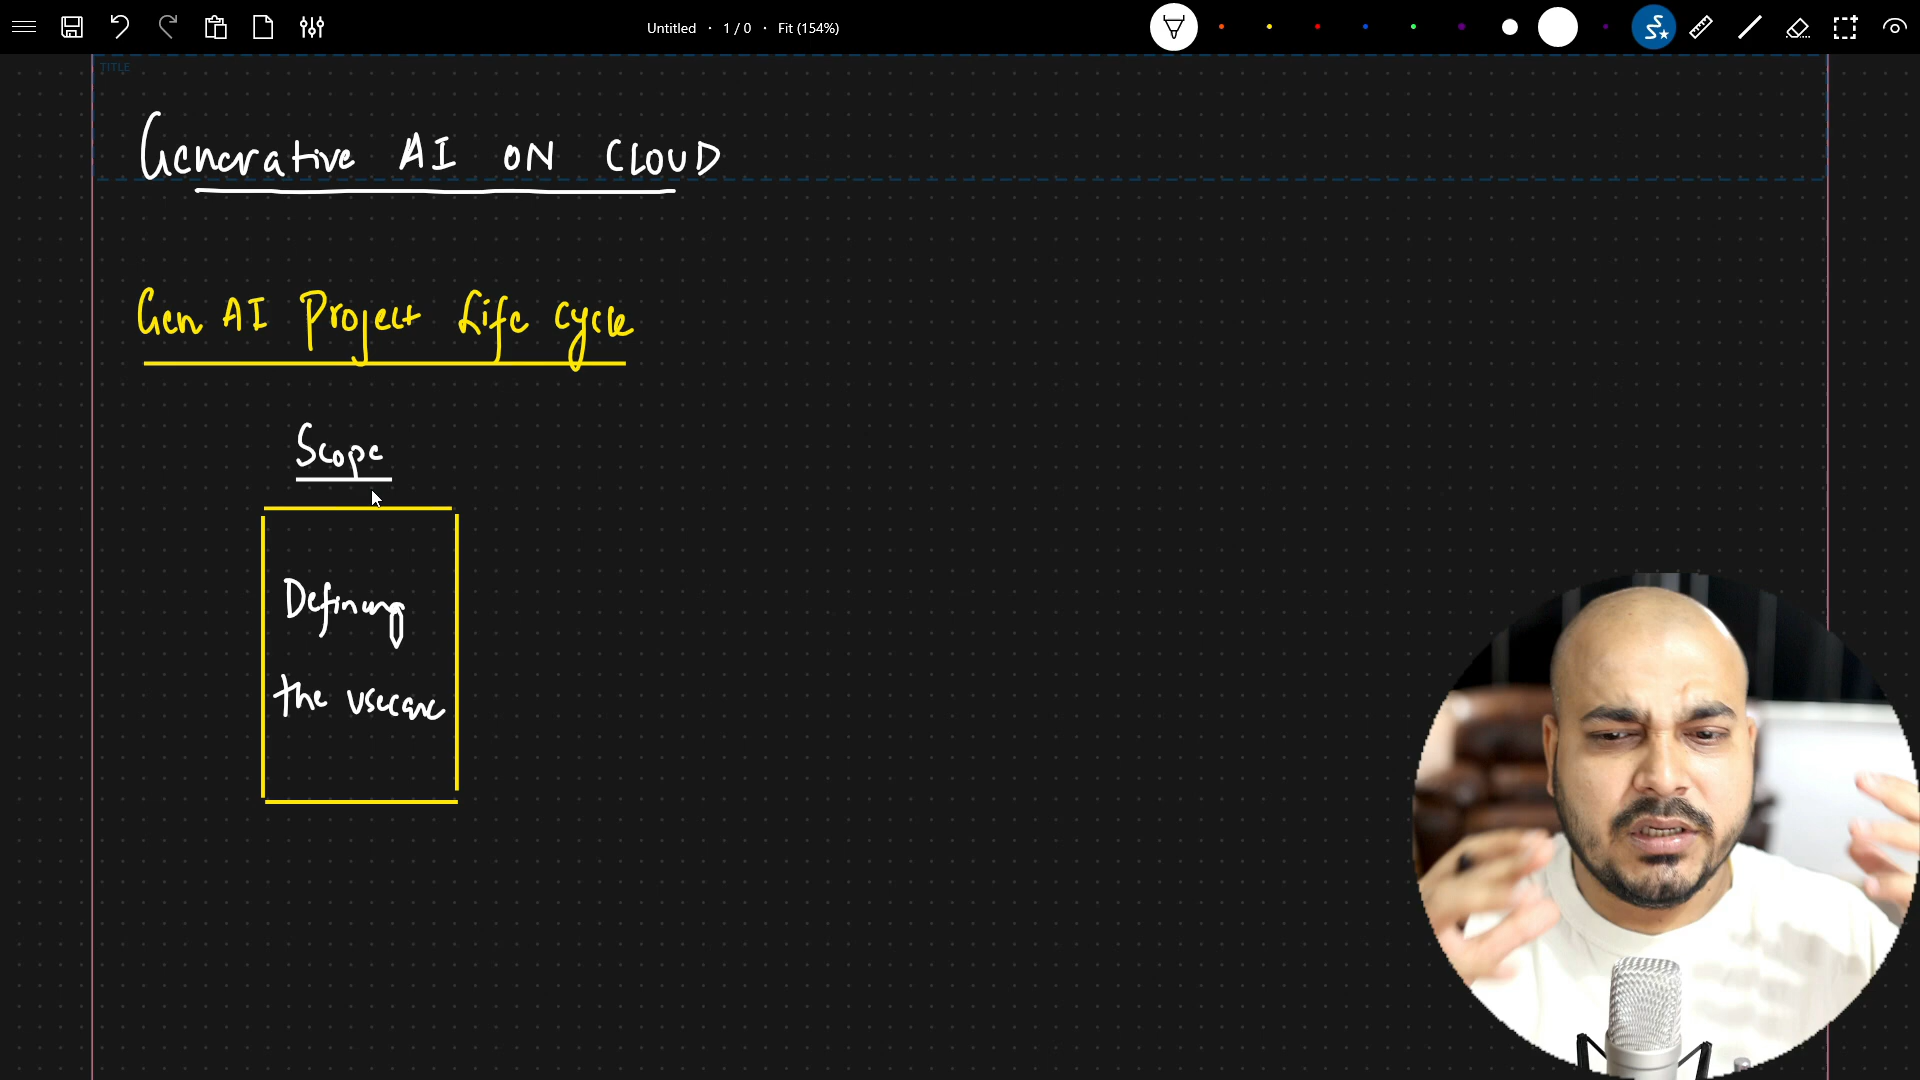 Untitled · 1 / 0 · Fit (154%)
TITLE
Generative AI ON CLOUD
Gen AI Project Life Cycle
Scope
Defining
the usecase